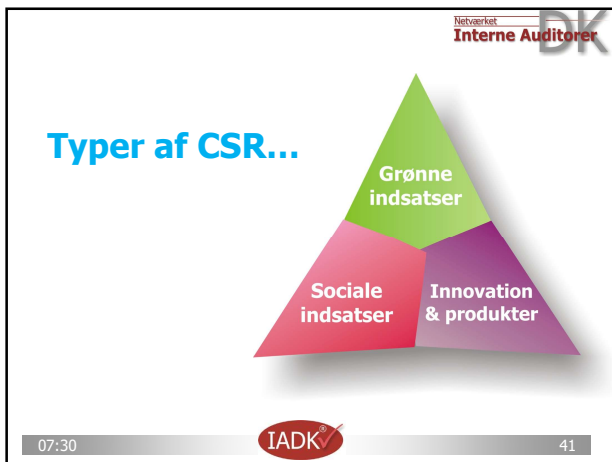 Netværket
Interne Auditorer
DK
Typer af CSR...
Grønne
indsatser
Sociale
indsatser
Innovation
& produkter
07:30
IADK®
41